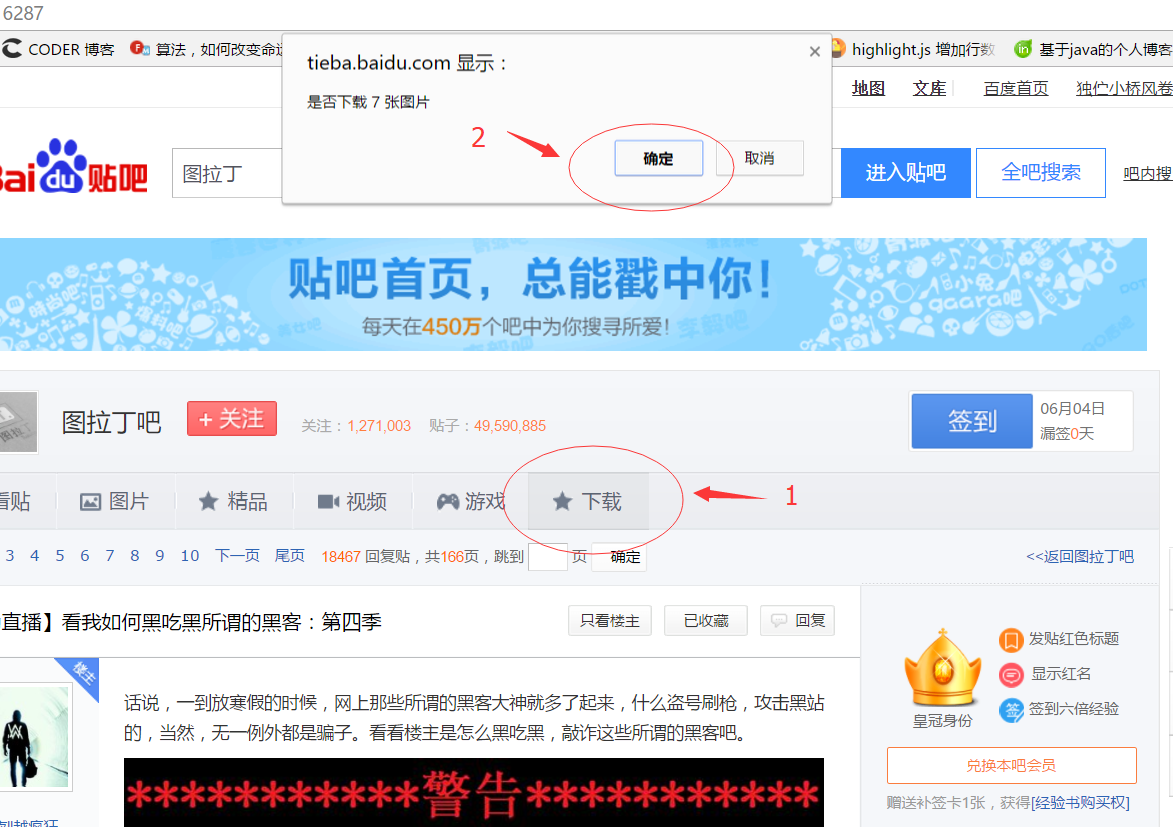 6287
CODER 博客
算法，如何改变命运
highlight.js 增加行数
基于java的个人博客
tieba.baidu.com 显示：
是否下载 7 张图片
2
确定
取消
地图
文库
百度首页
独伫小桥风卷
Bai du 贴吧
图拉丁
进入贴吧
全吧搜索
吧内搜
贴吧首页，总能戳中你！
每天在450万个吧中为你搜寻所爱！
图拉丁吧
+ 关注
关注：1,271,003
贴子：49,590,885
签到
06月04日
漏签0天
看贴
图片
精品
视频
游戏
下载
1
3 4 5 6 7 8 9 10 下一页 尾页
18467 回复贴，共166页，跳到 页 确定
<<返回图拉丁吧
直播】看我如何黑吃黑所谓的黑客：第四季
只看楼主
已收藏
回复
楼主
话说，一到放寒假的时候，网上那些所谓的黑客大神就多了起来，什么盗号刷枪，攻击黑站
的，当然，无一例外都是骗子。看看楼主是怎么黑吃黑，敲诈这些所谓的黑客吧。
***********警告***********
皇冠身份
发贴红色标题
显示红名
签 签到六倍经验
兑换本吧会员
赠送补签卡1张，获得[经验书购买权]